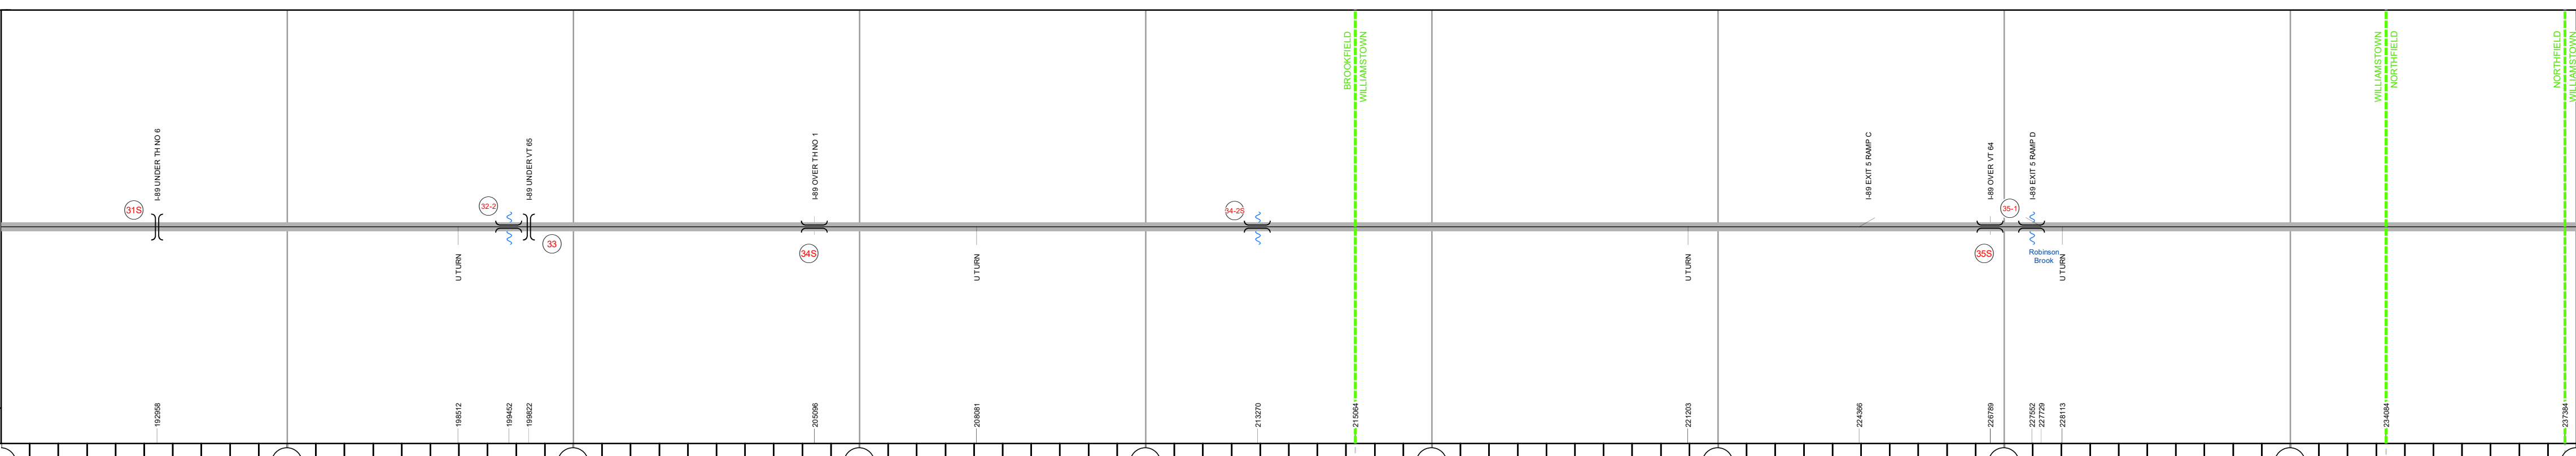 BROOKFIELD
WILLIAMSTOWN
WILLIAMSTOWN
NORTHFIELD
NORTHFIELD
WILLIAMSTOWN
I-89 UNDER TH NO 6
I-89 UNDER VT 65
I-89 OVER TH NO 1
I-89 EXIT 5 RAMP C
I-89 OVER VT 64
I-89 EXIT 5 RAMP D
31S
32-2
33
34S
34-2S
35S
35-1
U TURN
U TURN
U TURN
Robinson
Brook
U TURN
192958
198512
199452
199822
205096
208081
213270
215064
221203
224366
226789
227552
227729
228113
234084
237384